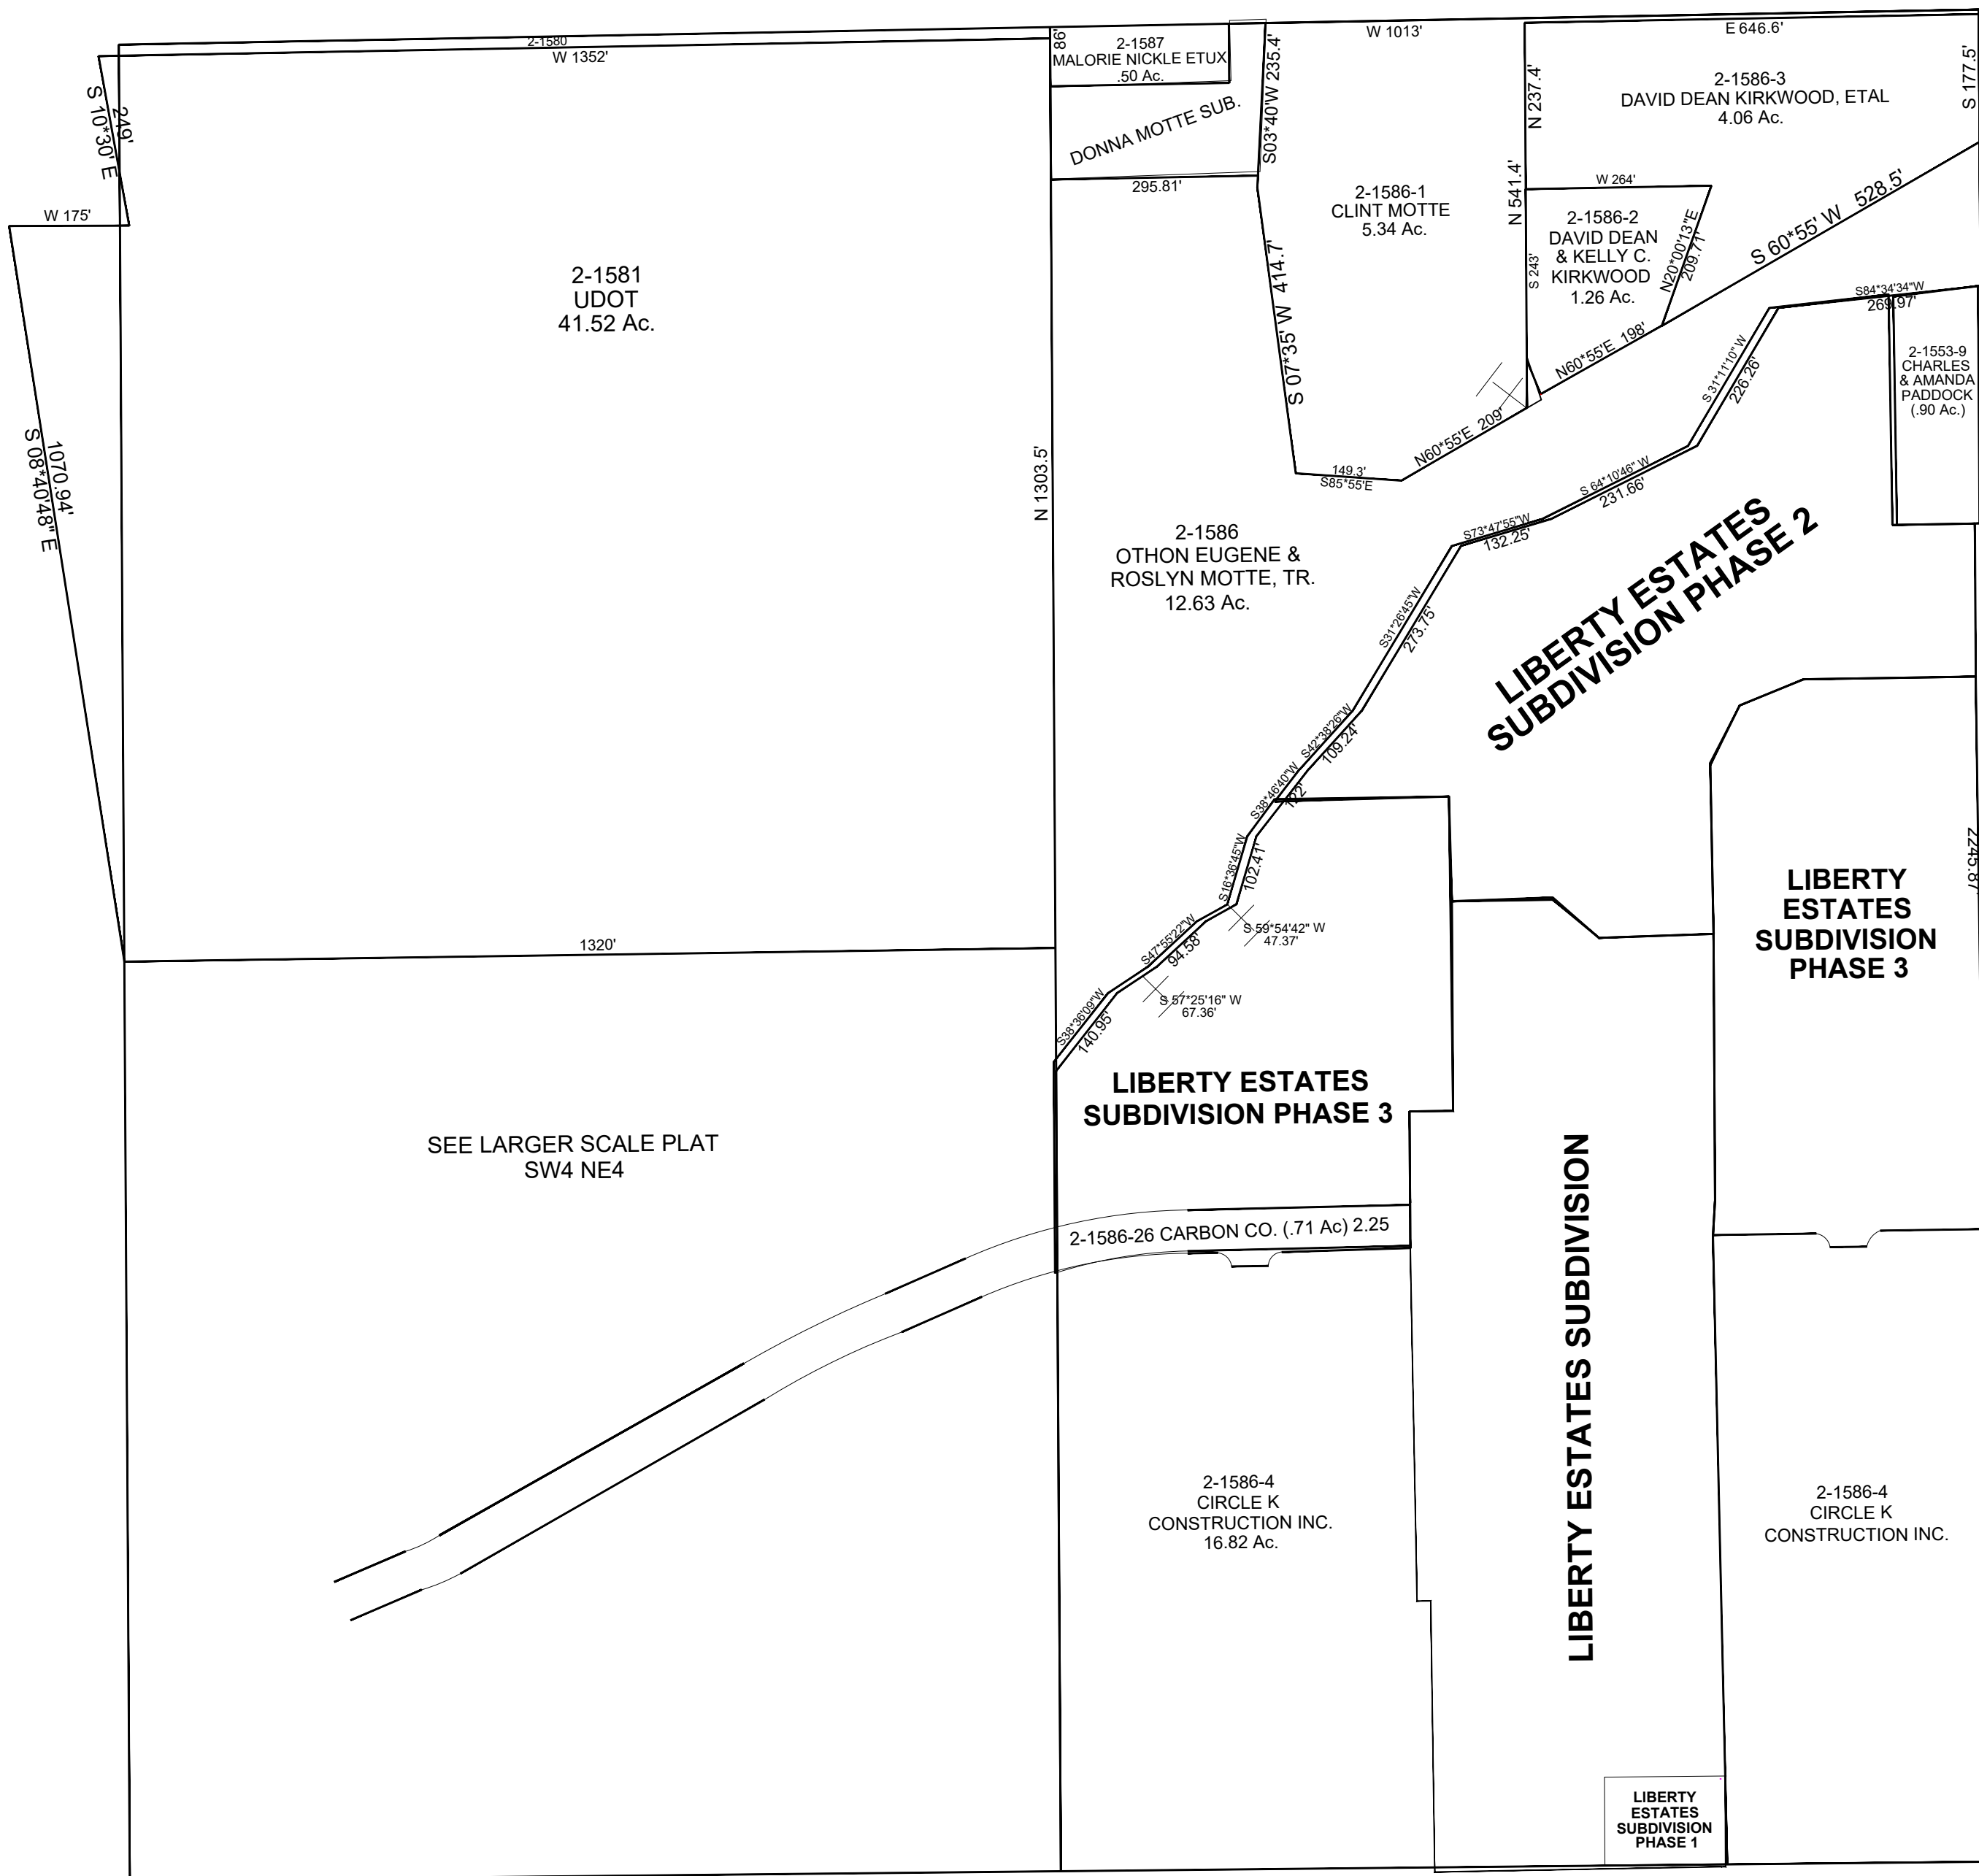 2-1580
W 1352'
249'
S 10*30' E
W 175'
1070.94'
S 08*40'48" E
2-1581
UDOT
41.52 Ac.
1320'
N 1303.5'
86'
2-1587
MALORIE NICKLE ETUX
.50 Ac.
DONNA MOTTE SUB.
295.81'
S03*40'W 235.4'
W 1013'
2-1586-1
CLINT MOTTE
5.34 Ac.
S 07*35' W 414.7'
149.3'
S85*55'E
N60*55'E 209'
N 541.4'
N 237.4'
E 646.6'
S 177.5'
2-1586-3
DAVID DEAN KIRKWOOD, ETAL
4.06 Ac.
W 264'
2-1586-2
DAVID DEAN
& KELLY C.
KIRKWOOD
1.26 Ac.
S 243'
N20*00'13"E
209.71'
N60*55'E 198'
S 60*55' W 528.5'
S84*34'34"W
269.97'
2-1553-9
CHARLES
& AMANDA
PADDOCK
(.90 Ac.)
S 31*11'10" W
226.26'
S 64*10'46" W
231.66'
S73*47'55"W
132.25'
S31*26'45"W
273.75'
S42*38'26"W
109.24'
S38*46'40"W
122'
S16*36'45"W
102.41'
S 59*54'42" W
47.37'
S47*55'22"W
94.58'
S 57*25'16" W
67.36'
S38*36'09"W
140.95'
2-1586
OTHON EUGENE &
ROSLYN MOTTE, TR.
12.63 Ac.
LIBERTY ESTATES
SUBDIVISION PHASE 2
2245.87'
LIBERTY
ESTATES
SUBDIVISION
PHASE 3
LIBERTY ESTATES
SUBDIVISION PHASE 3
SEE LARGER SCALE PLAT
SW4 NE4
2-1586-26 CARBON CO. (.71 Ac) 2.25
LIBERTY ESTATES SUBDIVISION
2-1586-4
CIRCLE K
CONSTRUCTION INC.
16.82 Ac.
2-1586-4
CIRCLE K
CONSTRUCTION INC.
LIBERTY
ESTATES
SUBDIVISION
PHASE 1